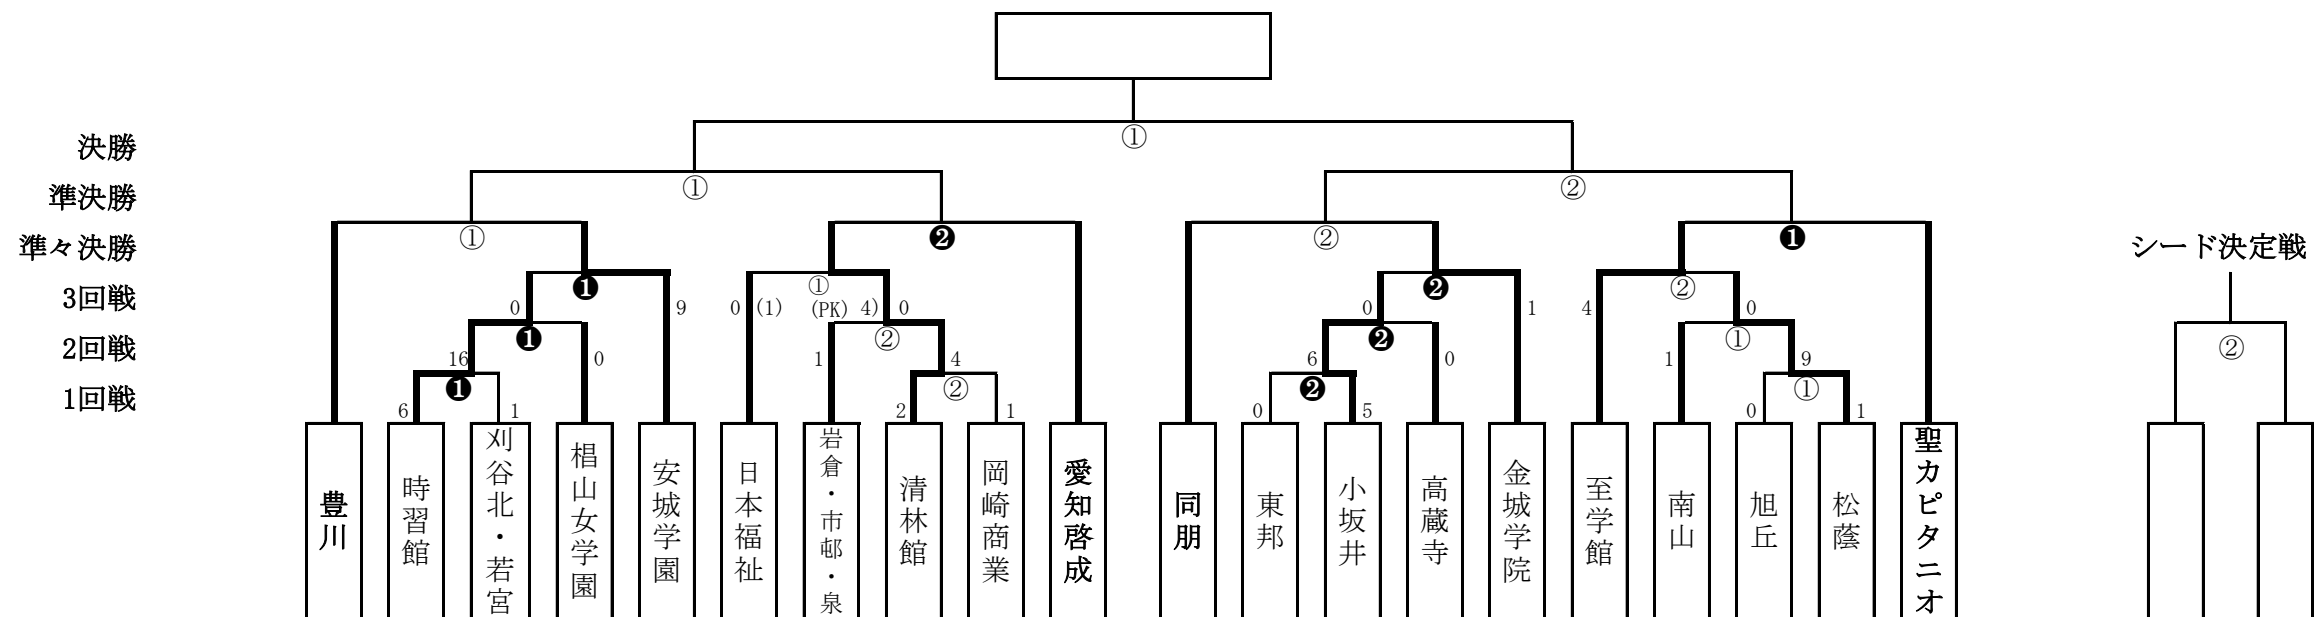 決勝
①
準決勝
①
②
準々決勝
①
❷
②
❶
シード決定戦
3回戦
❶
①
❷
②
0
9
0
(1)
(PK)
4)
0
0
1
4
0
2回戦
❶
②
❷
①
②
16
0
1
4
6
0
1
9
1回戦
❶
②
❷
①
6
1
2
1
0
5
0
1
豊川
時習館
刈谷北・若宮
椙山女学園
安城学園
日本福祉
岩倉・市邨・泉
清林館
岡崎商業
愛知啓成
同朋
東邦
小坂井
高蔵寺
金城学院
至学館
南山
旭丘
松蔭
聖カピタニオ